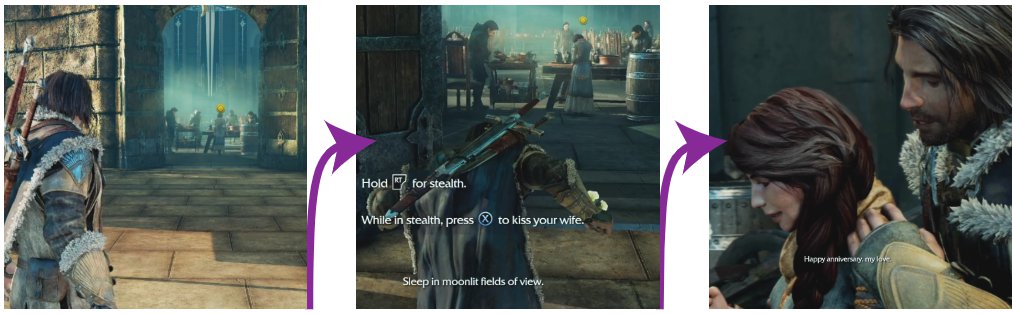 Hold RT for stealth.
While in stealth, press X to kiss your wife.
Sleep in moonlit fields of view.
Happy anniversary, my love.